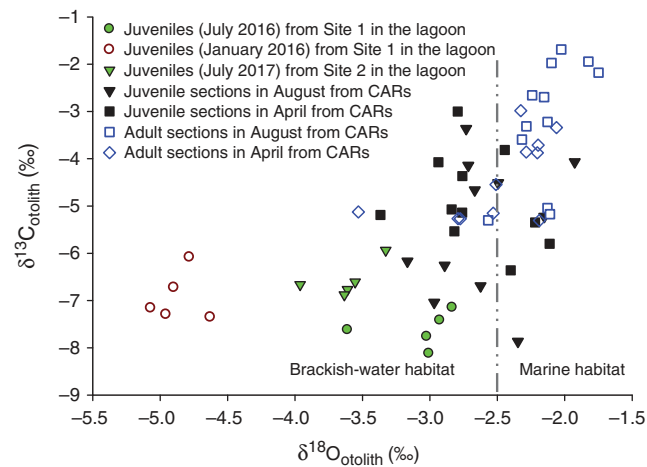 Juveniles (July 2016) from Site 1 in the lagoon
Juveniles (January 2016) from Site 1 in the lagoon
Juveniles (July 2017) from Site 2 in the lagoon
Juvenile sections in August from CARs
Juvenile sections in April from CARs
Adult sections in August from CARs
Adult sections in April from CARs
δ13Cotolith (‰)
–1
–2
–3
–4
–5
–6
–7
–8
–9
Brackish-water habitat
Marine habitat
–5.5
–5.0
–4.5
–4.0
–3.5
–3.0
–2.5
–2.0
–1.5
δ18Ootolith (‰)